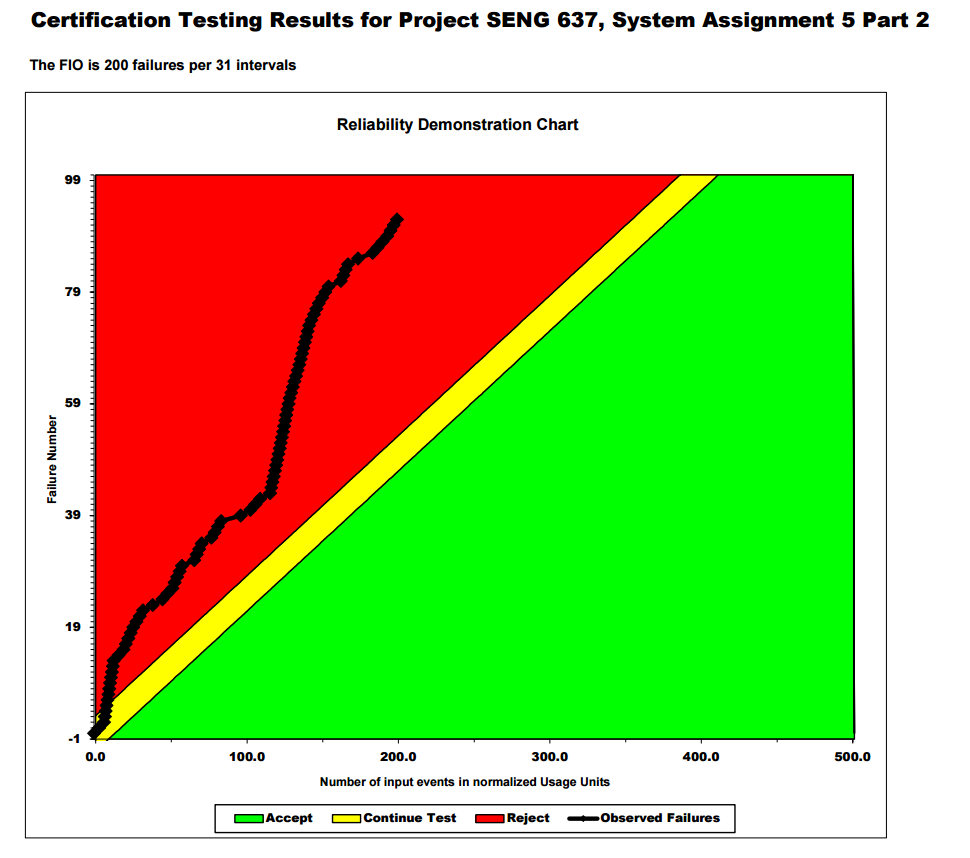 Certification Testing Results for Project SENG 637, System Assignment 5 Part 2
The FIO is 200 failures per 31 intervals
Reliability Demonstration Chart
99
79
59
39
19
-1
Failure Number
0.0 100.0 200.0 300.0 400.0 500.0
Number of input events in normalized Usage Units
Accept Continue Test Reject Observed Failures